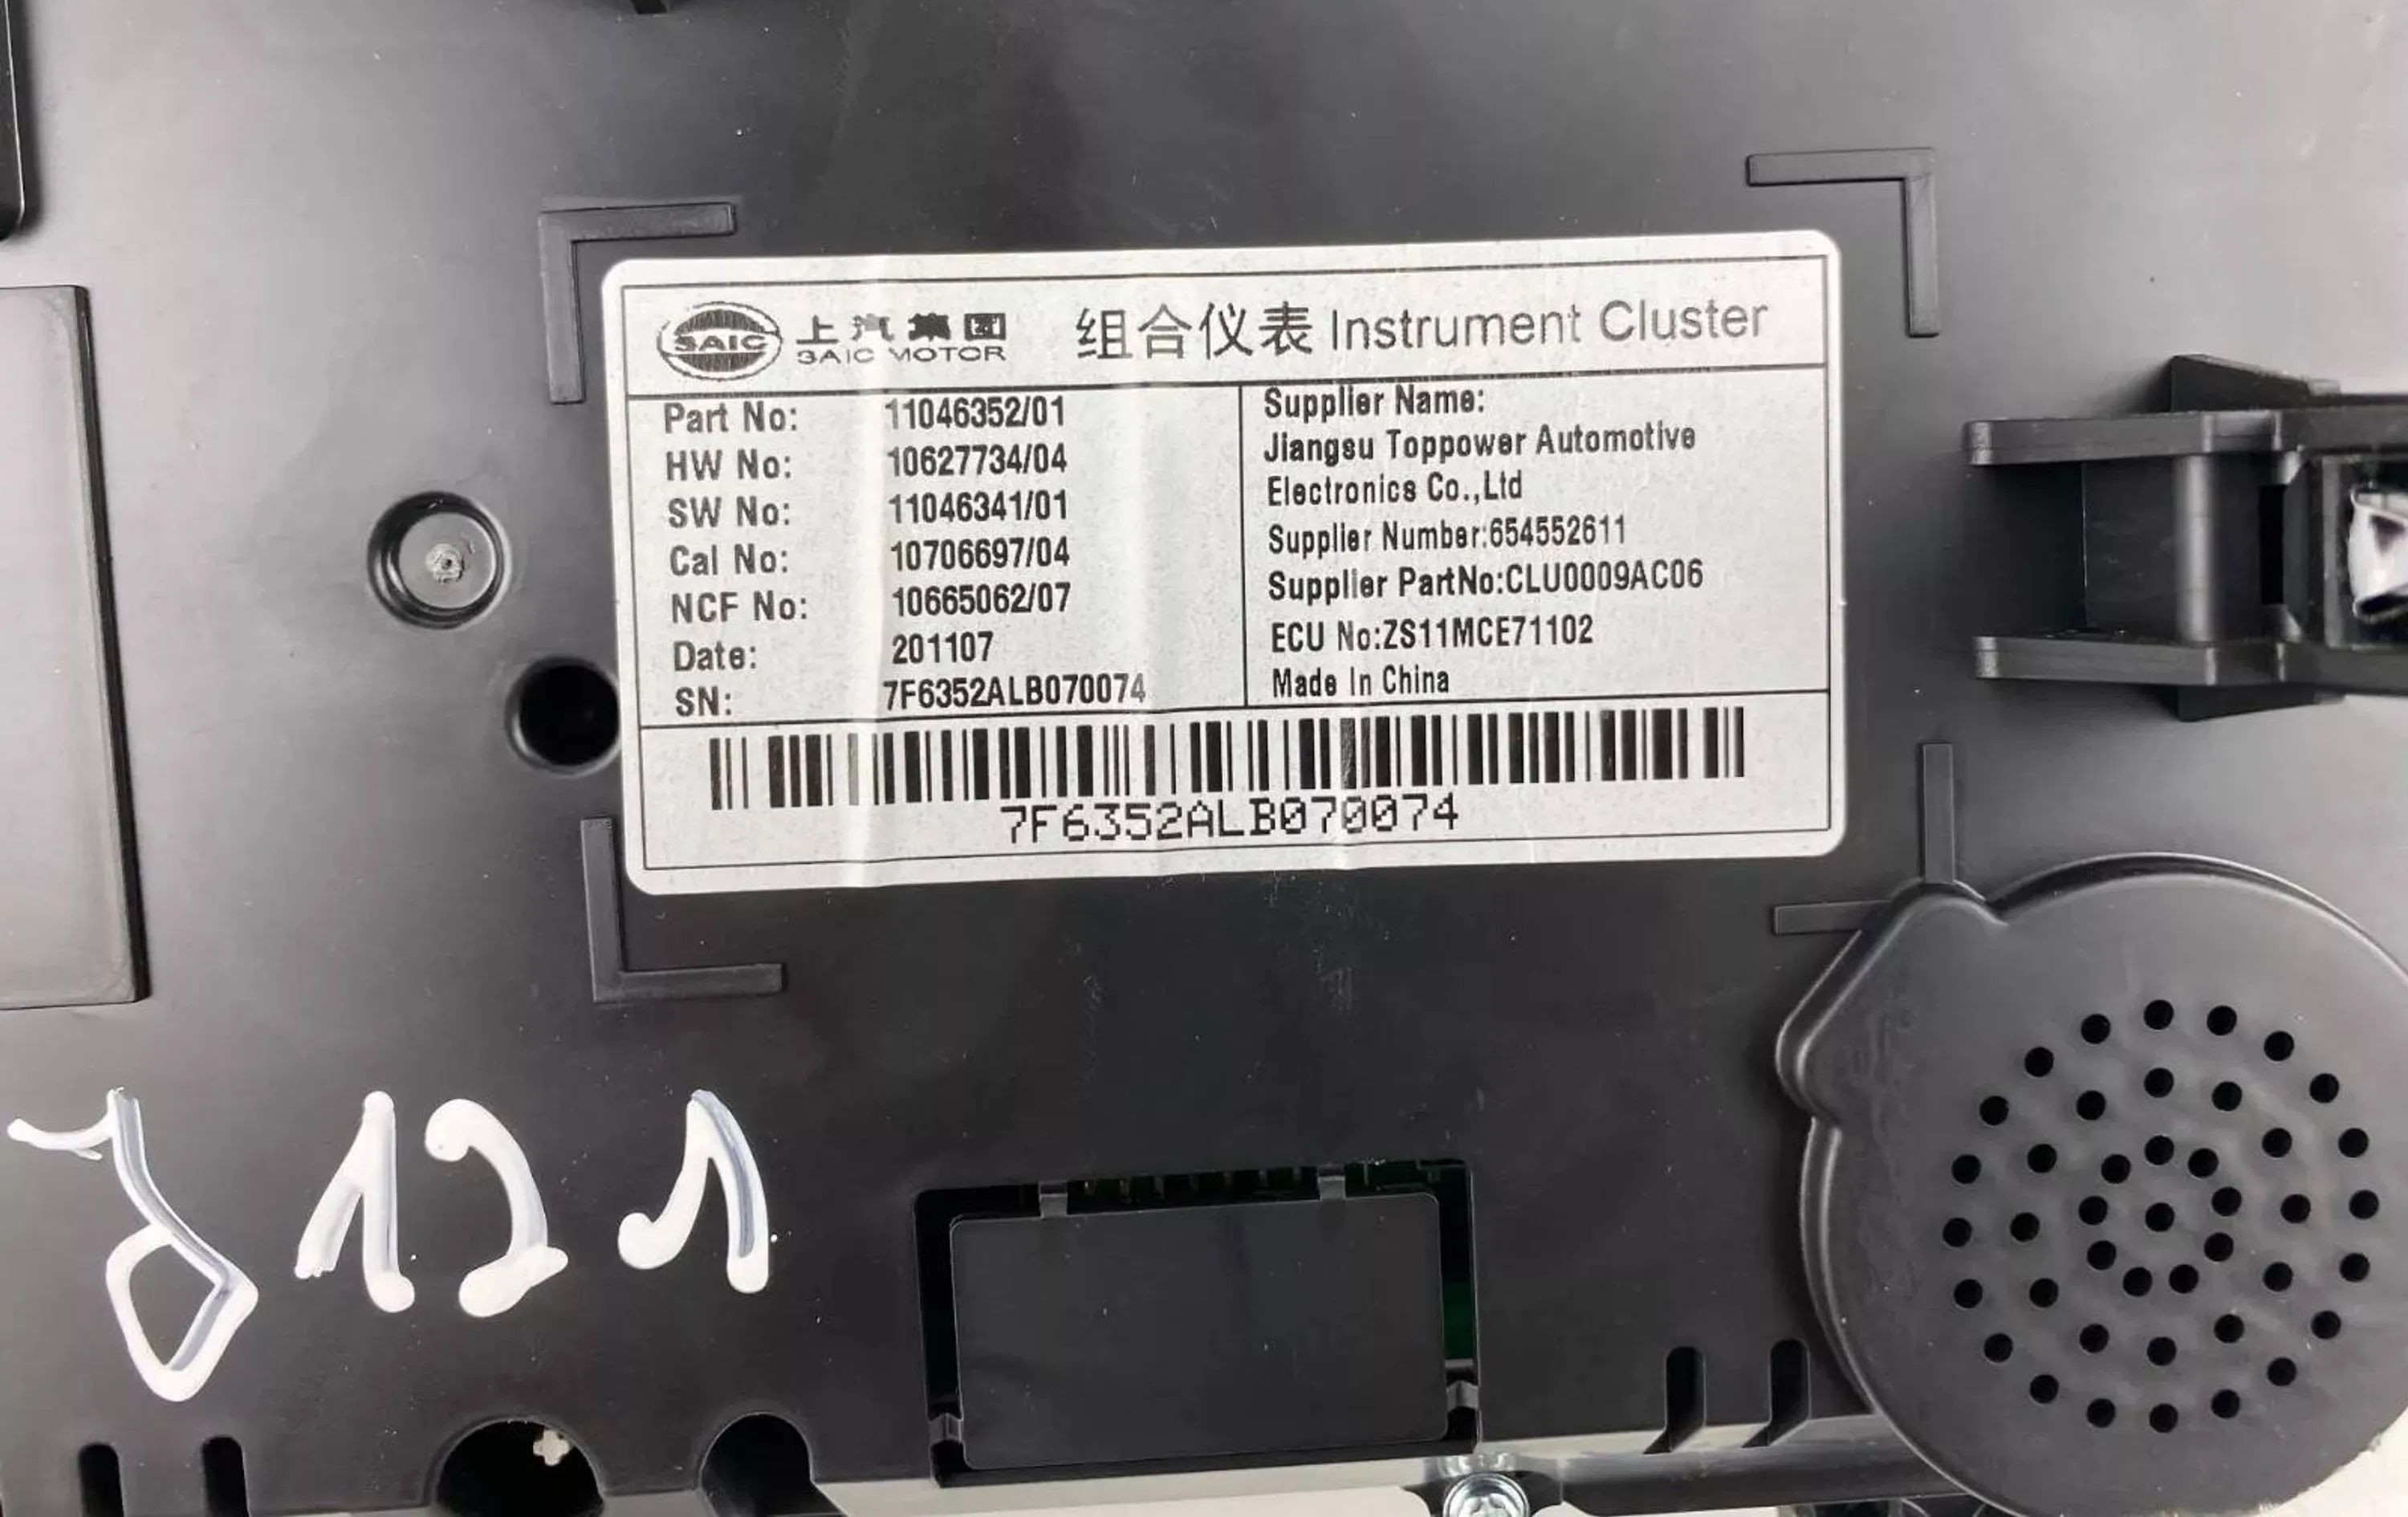 SAIC 上汽集团 组合仪表 Instrument Cluster
SAIC MOTOR
Part No: 11046352/01
HW No: 10627734/04
SW No: 11046341/01
Cal No: 10706697/04
NCF No: 10665062/07
Date: 201107
SN: 7F6352ALB070074
Supplier Name:
Jiangsu Toppower Automotive
Electronics Co.,Ltd
Supplier Number:654552611
Supplier PartNo:CLU0009AC06
ECU No:ZS11MCE71102
Made In China
7F6352ALB070074